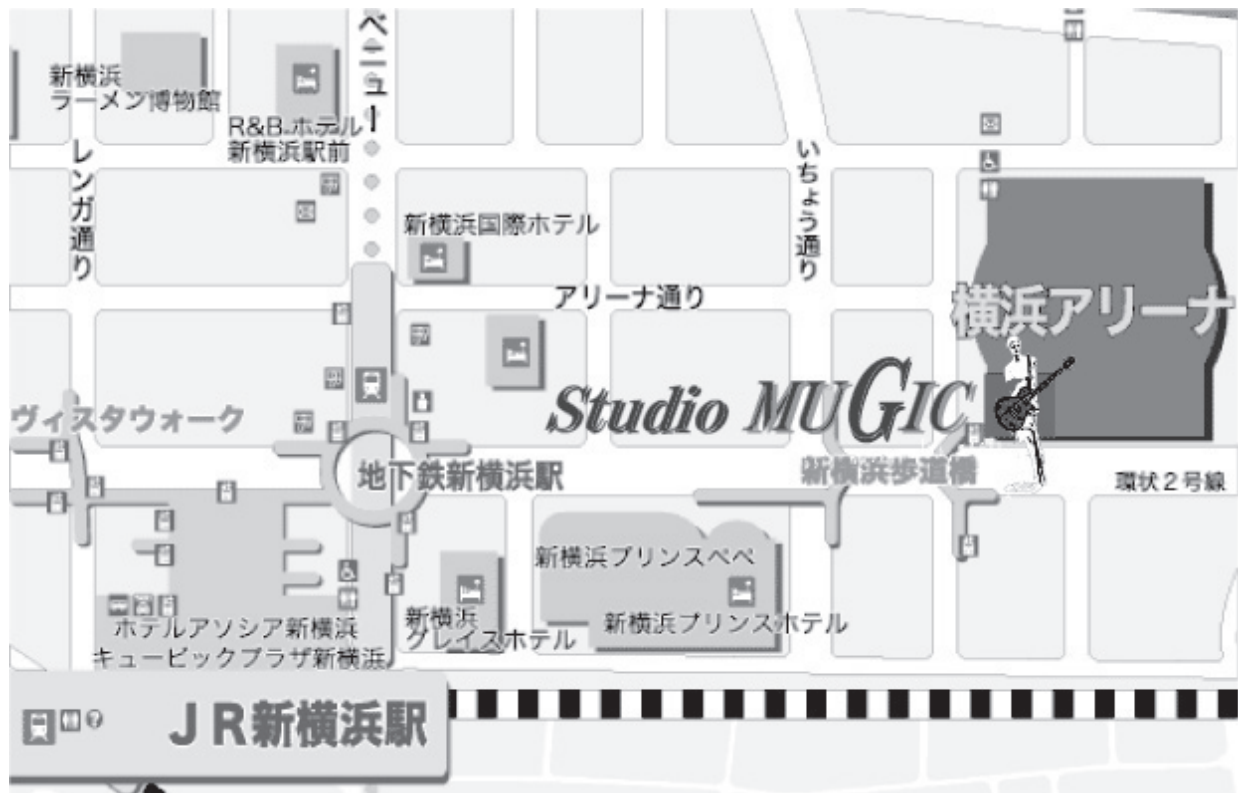 ベニュー
新横浜
ラーメン博物館
R&B ホテル
新横浜駅前
レンガ通り
いちょう通り
新横浜国際ホテル
アリーナ通り
横浜アリーナ
Studio MUGIC
ヴィスタウォーク
地下鉄新横浜駅
新横浜歩道橋
環状2号線
新横浜プリンスペペ
新横浜
グレイスホテル
新横浜プリンスホテル
ホテルアソシア新横浜
キュービックプラザ新横浜
?
JR新横浜駅